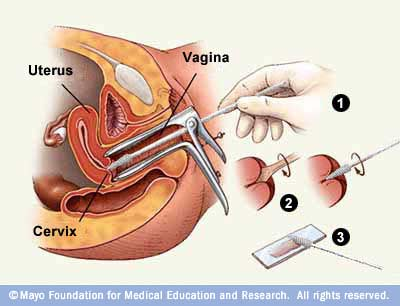 Uterus
Vagina
Cervix
1
2
3
©Mayo Foundation for Medical Education and Research. All rights reserved.